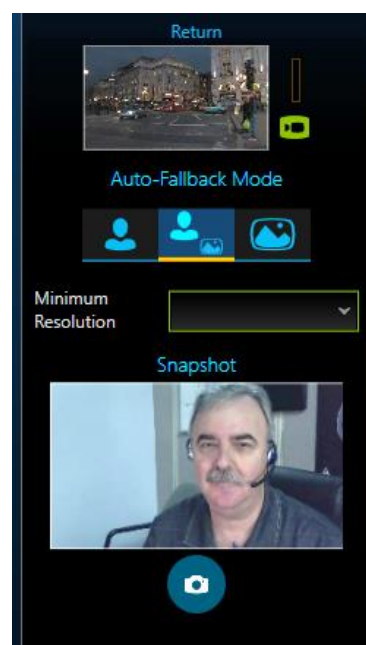 Return
Auto-Fallback Mode
Minimum
Resolution
Snapshot